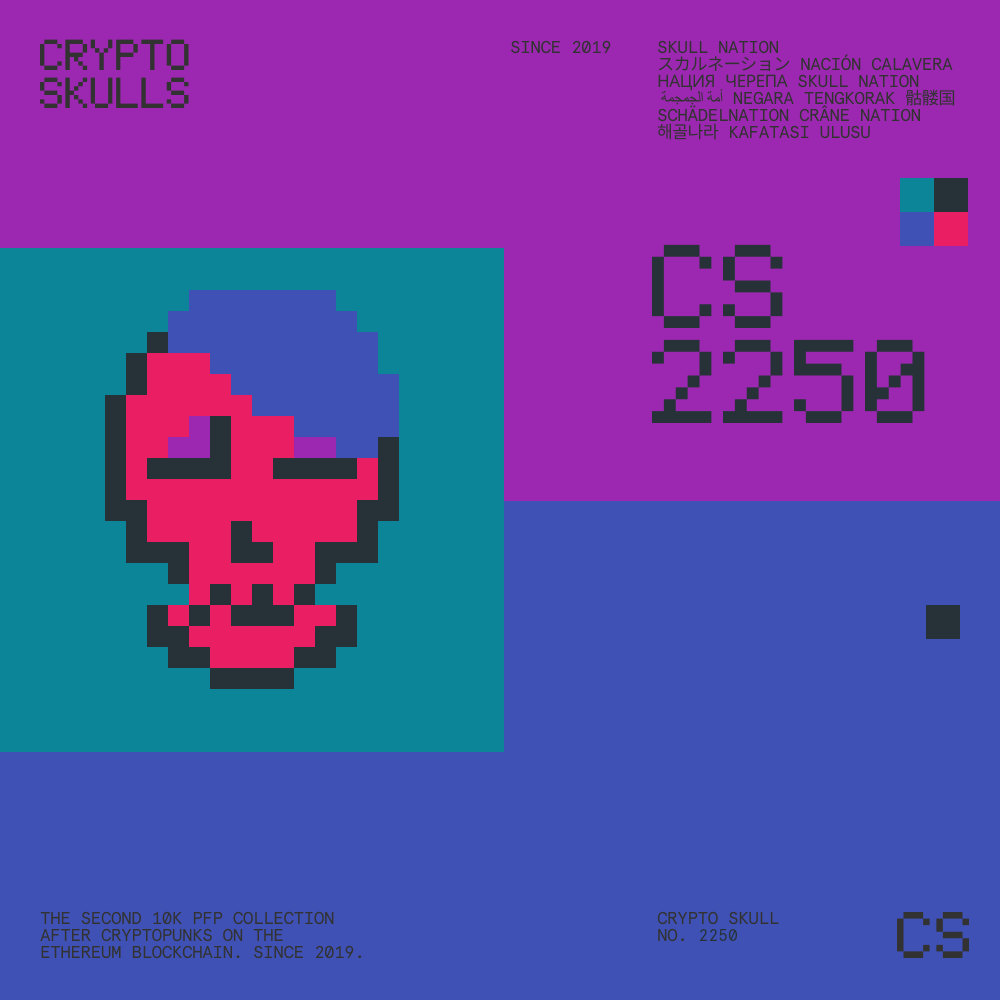 CRYPTO
SKULLS
SINCE 2019
SKULL NATION
スカルネーション NACIÓN CALAVERA
НАЦИЯ ЧЕРЕПА SKULL NATION
أمة الجمجمة NEGARA TENGKORAK 骷髅国
SCHÄDELNATION CRÂNE NATION
해골나라 KAFATASI ULUSU
CS
2250
THE SECOND 10K PFP COLLECTION
AFTER CRYPTOPUNKS ON THE
ETHEREUM BLOCKCHAIN. SINCE 2019.
CRYPTO SKULL
NO. 2250
CS